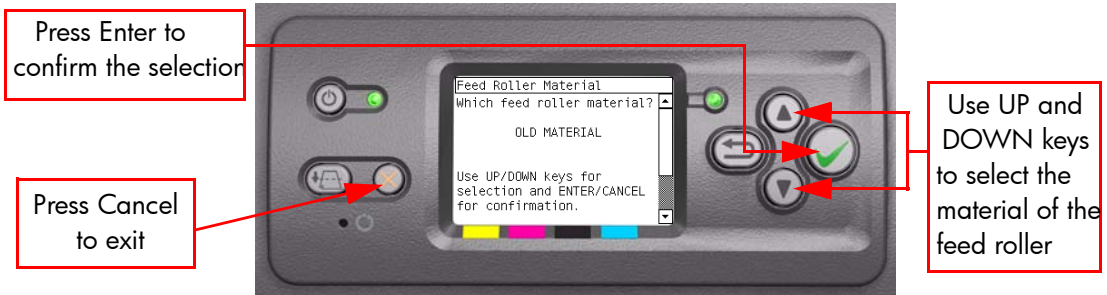 Press Enter to
confirm the selection
Feed Roller Material
Which feed roller material?
OLD MATERIAL
Use UP/DOWN keys for
selection and ENTER/CANCEL
for confirmation.
Press Cancel
to exit
Use UP and
DOWN keys
to select the
material of the
feed roller